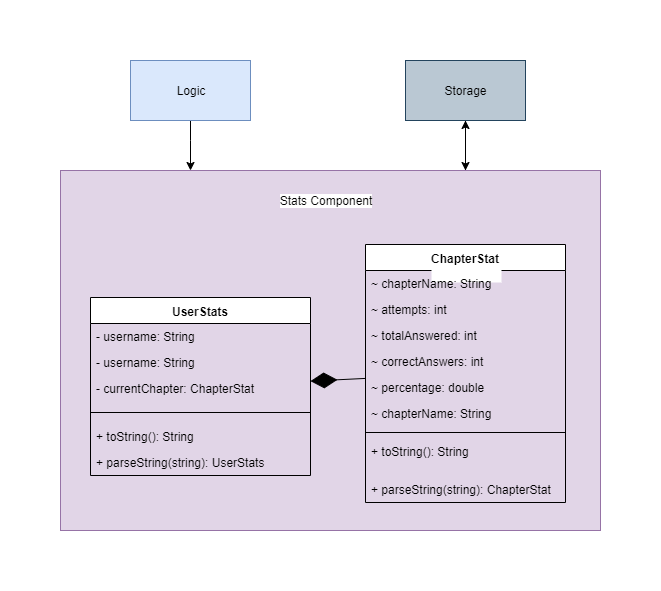 Logic
Storage
Stats Component
UserStats
- username: String
- username: String
- currentChapter: ChapterStat
+ toString(): String
+ parseString(string): UserStats
ChapterStat
~ chapterName: String
~ attempts: int
~ totalAnswered: int
~ correctAnswers: int
~ percentage: double
~ chapterName: String
+ toString(): String
+ parseString(string): ChapterStat